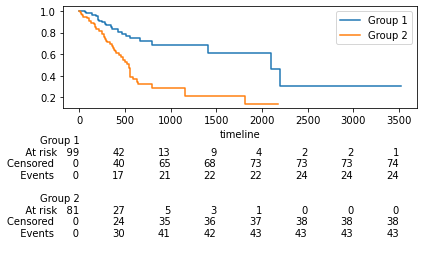 1.0
0.8
0.6
0.4
0.2
Group 1
Group 2
0 500 1000 1500 2000 2500 3000 3500
timeline
Group 1
At risk 99 42 13 9 4 2 2 1
Censored 0 40 65 68 73 73 73 74
Events 0 17 21 22 22 24 24 24
Group 2
At risk 81 27 5 3 1 0 0 0
Censored 0 24 35 36 37 38 38 38
Events 0 30 41 42 43 43 43 43